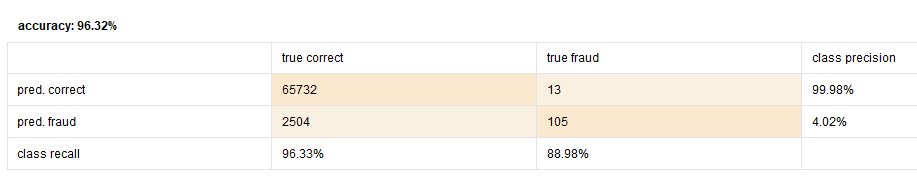 accuracy: 96.32%
true correct true fraud class precision
pred. correct 65732 13 99.98%
pred. fraud 2504 105 4.02%
class recall 96.33% 88.98%